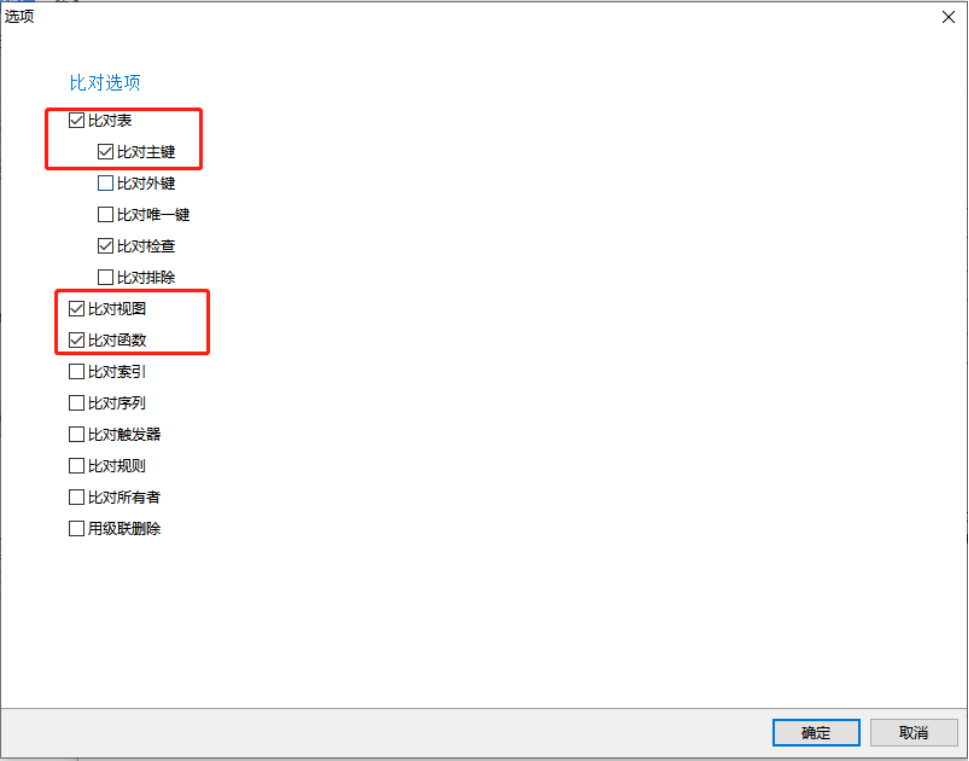 选项
比对选项
比对表
比对主键
比对外键
比对唯一键
比对检查
比对排除
比对视图
比对函数
比对索引
比对序列
比对触发器
比对规则
比对所有者
用级联删除
确定
取消